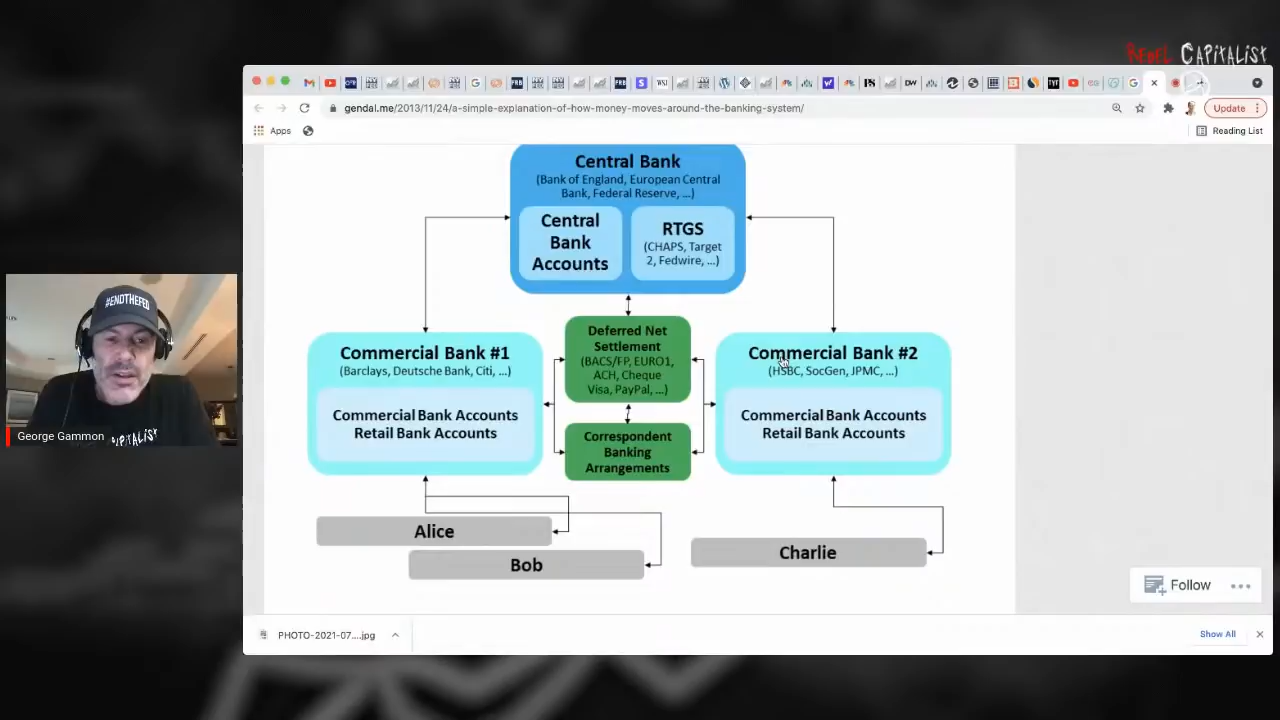 REBEL CAPITALIST
gendal.me/2013/11/24/a-simple-explanation-of-how-money-moves-around-the-banking-system/
Update
Apps
Reading List
Central Bank
(Bank of England, European Central
Bank, Federal Reserve, ...)
Central
Bank
Accounts
RTGS
(CHAPS, Target
2, Fedwire, ...)
Commercial Bank #1
(Barclays, Deutsche Bank, Citi, ...)
Commercial Bank Accounts
Retail Bank Accounts
Deferred Net
Settlement
(BACS/FP, EURO1,
ACH, Cheque
Visa, PayPal, ...)
Correspondent
Banking
Arrangements
Commercial Bank #2
(HSBC, SocGen, JPMC, ...)
Commercial Bank Accounts
Retail Bank Accounts
#ENDTHEFED
George Gammon
Alice
Bob
Charlie
Follow
PHOTO-2021-07....jpg
Show All